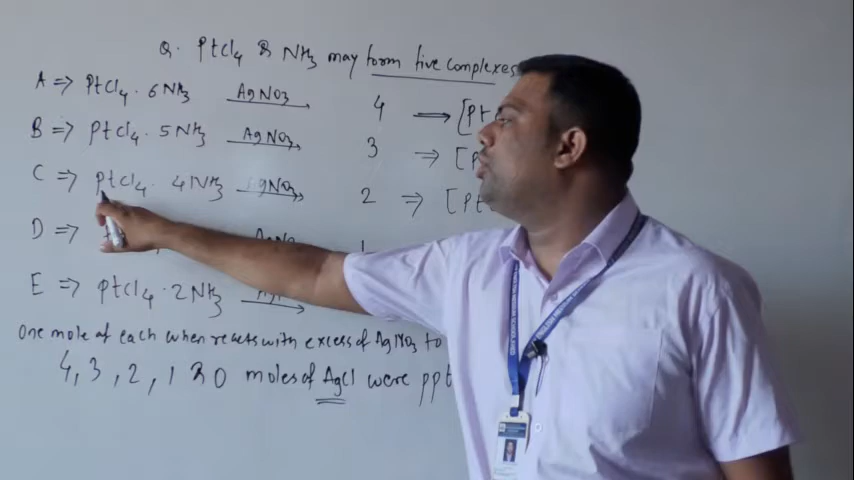 Q. PtCl4 & NH3 may form five complexes
A ⇒ PtCl4 · 6NH3 AgNO3 4 → [Pt
B ⇒ PtCl4 · 5NH3 AgNO3 3 ⇒ [P
C ⇒ PtCl4 · 4NH3 AgNO3 2 ⇒ [Pt
D ⇒ 1
E ⇒ PtCl4 · 2NH3
One mole of each when reacts with excess of AgNO3 to
4, 3, 2, 1 & 0 moles of AgCl were ppt